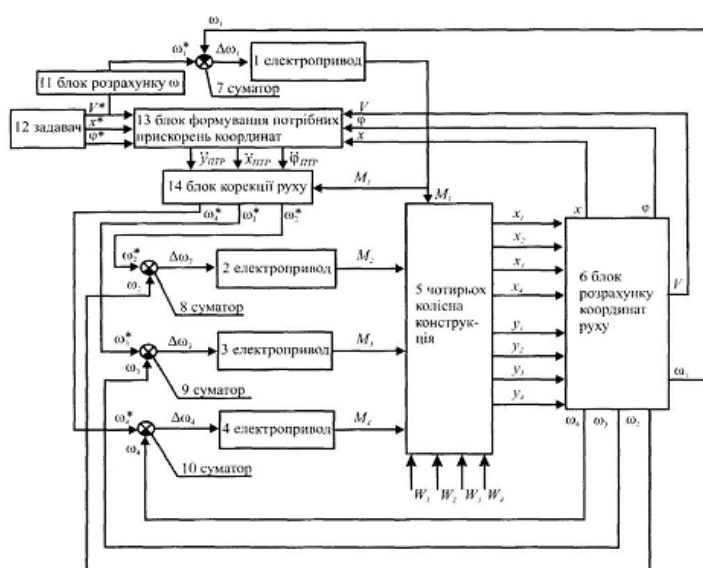 ω₁
ω₁* Δω₁ 1 електропривод
11 блок розрахунку ω
7 суматор
12 задавач
V*
x*
φ*
13 блок формування потрібних
прискорень координат
V
φ
x
ÿПТР ẍПТР φ̈ПТР
14 блок корекції руху
M₁
M₁
ω₄* ω₃* ω₂*
x φ
ω₂* Δω₂ 2 електропривод M₂
ω₂
8 суматор
ω₃* Δω₃ 3 електропривод M₃
ω₃
9 суматор
ω₄* Δω₄ 4 електропривод M₄
ω₄
10 суматор
5 чотирьох
колісна
конструк-
ція
x₁
x₂
x₃
x₄
y₁
y₂
y₃
y₄
6 блок
розрахунку
координат
руху
V
ω₁
ω₄ ω₃ ω₂
W₁ W₂ W₃ W₄